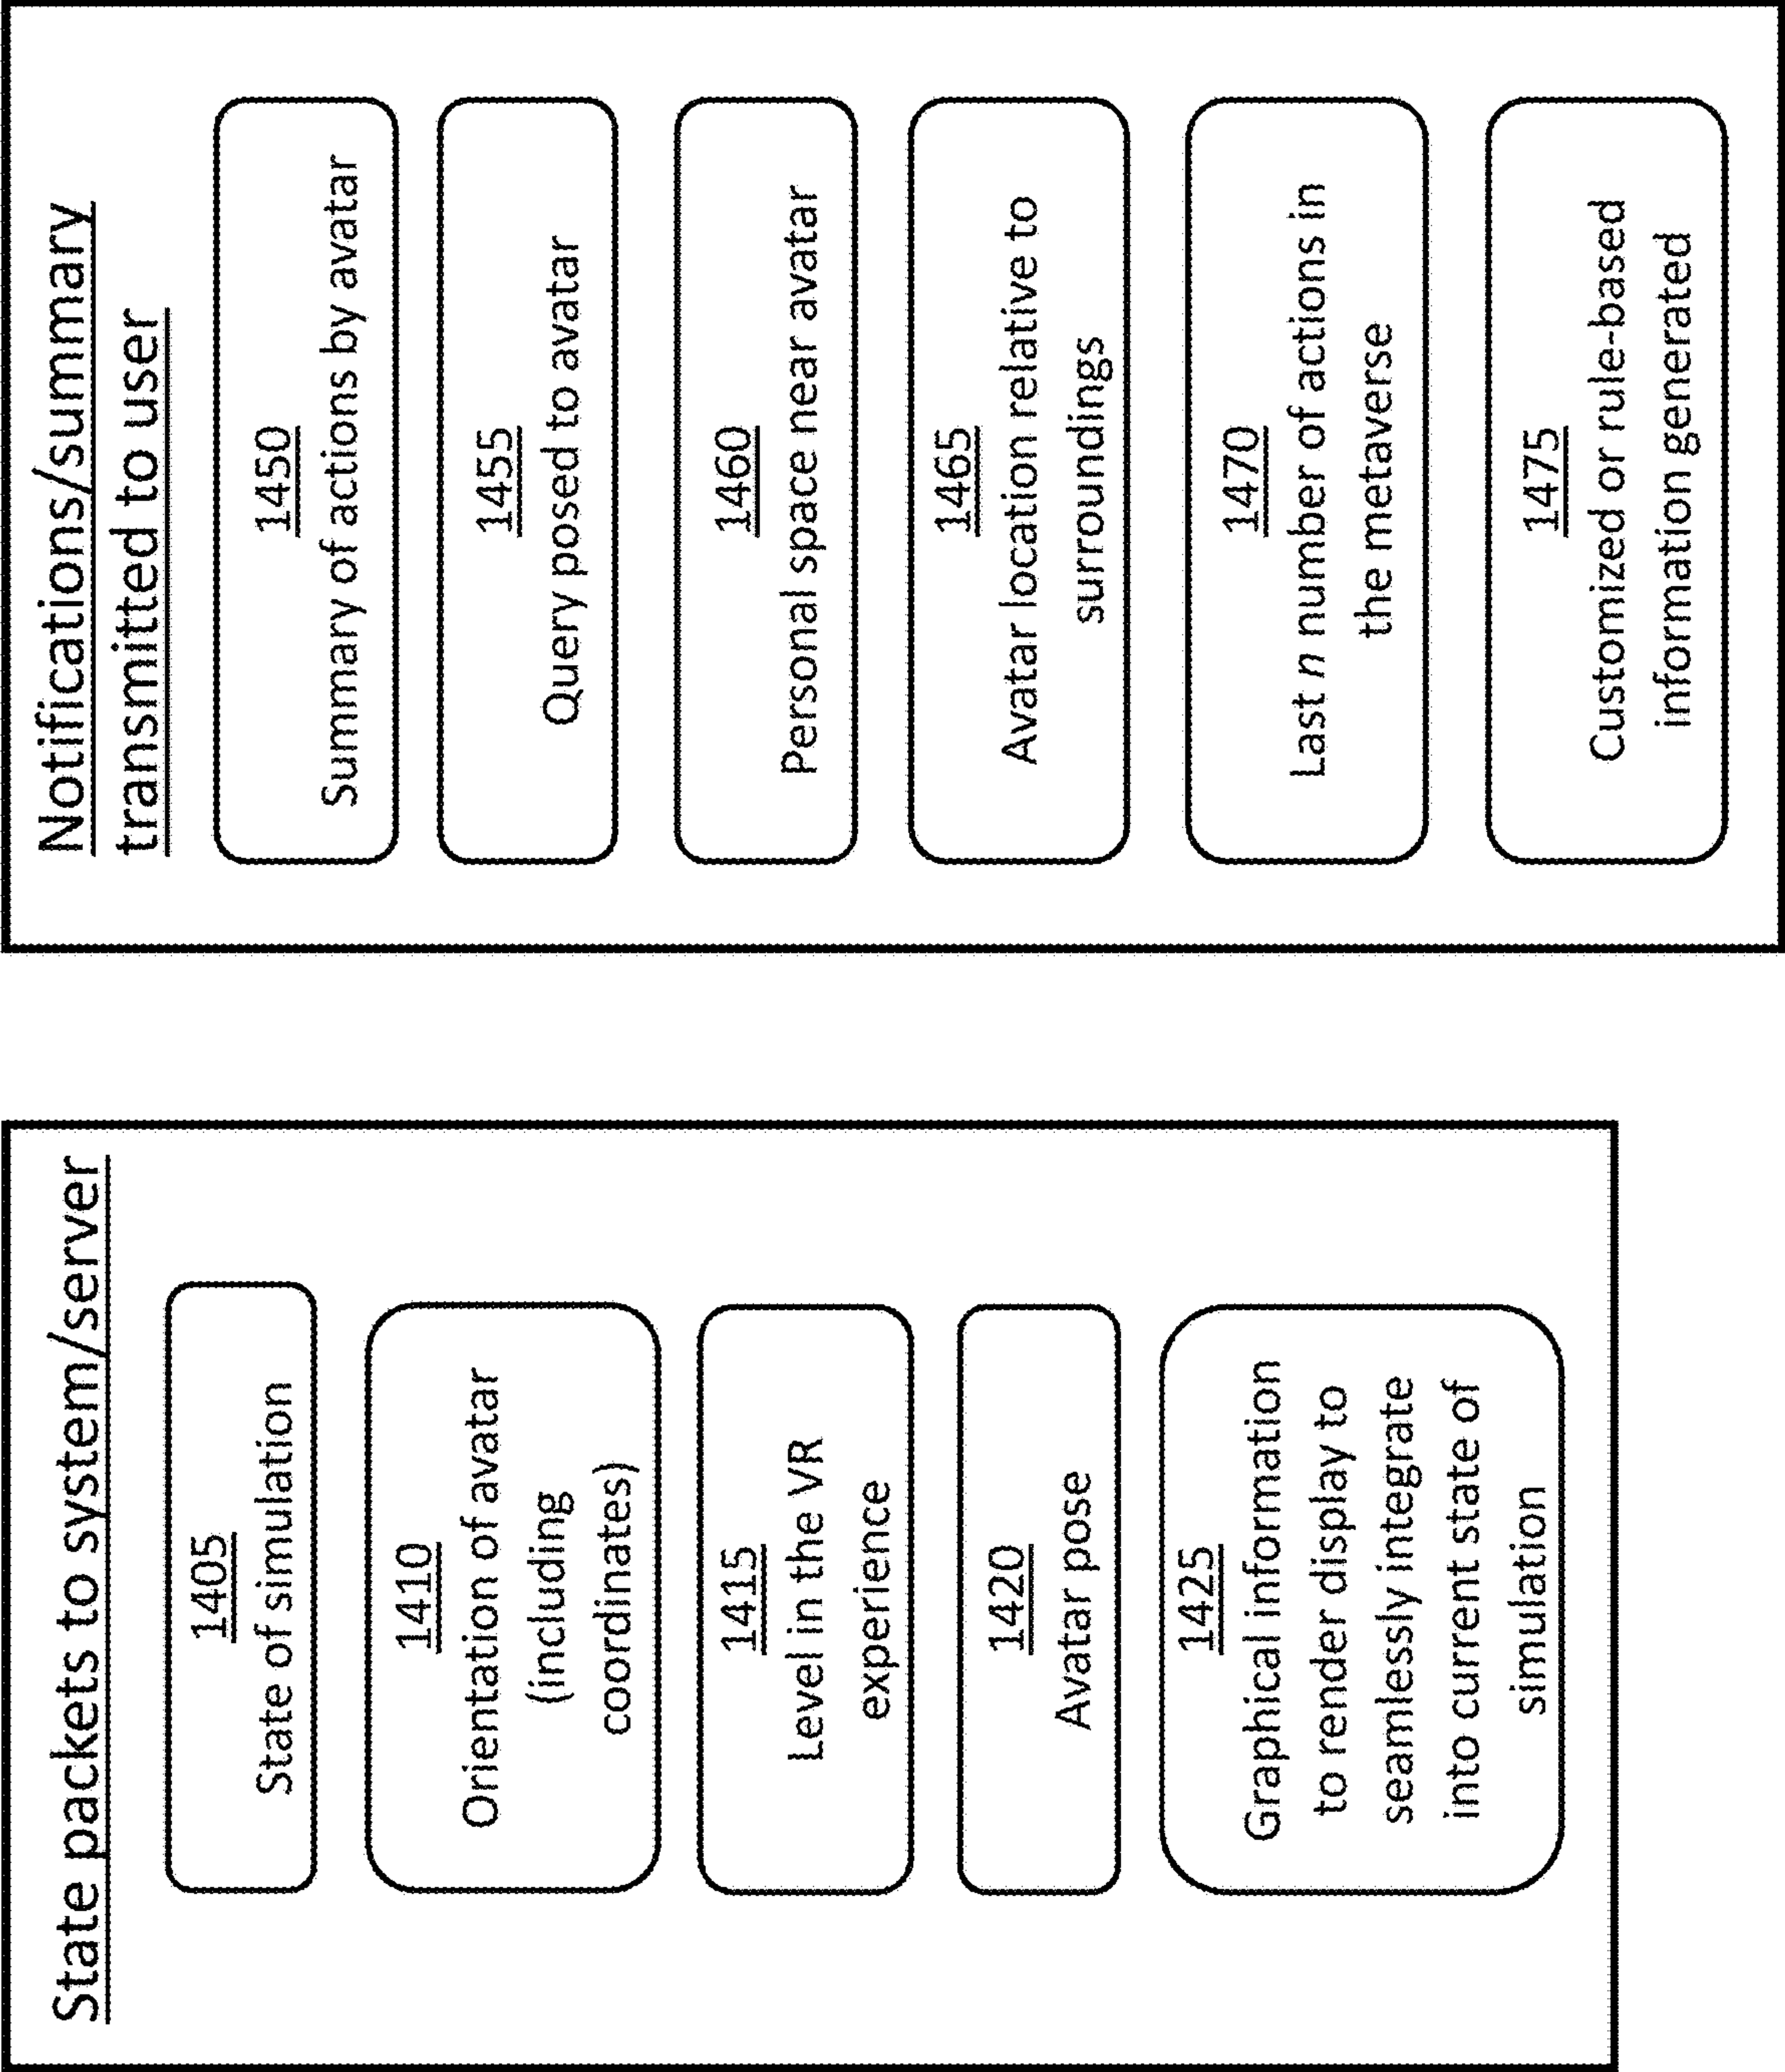 State packets to system/server
1405
State of simulation
1410
Orientation of avatar
(including
coordinates)
1415
Level in the VR
experience
1420
Avatar pose
1425
Graphical information
to render display to
seamlessly integrate
into current state of
simulation
Notifications/summary
transmitted to user
1450
Summary of actions by avatar
1455
Query posed to avatar
1460
Personal space near avatar
1465
Avatar location relative to
surroundings
1470
Last n number of actions in
the metaverse
1475
Customized or rule-based
information generated